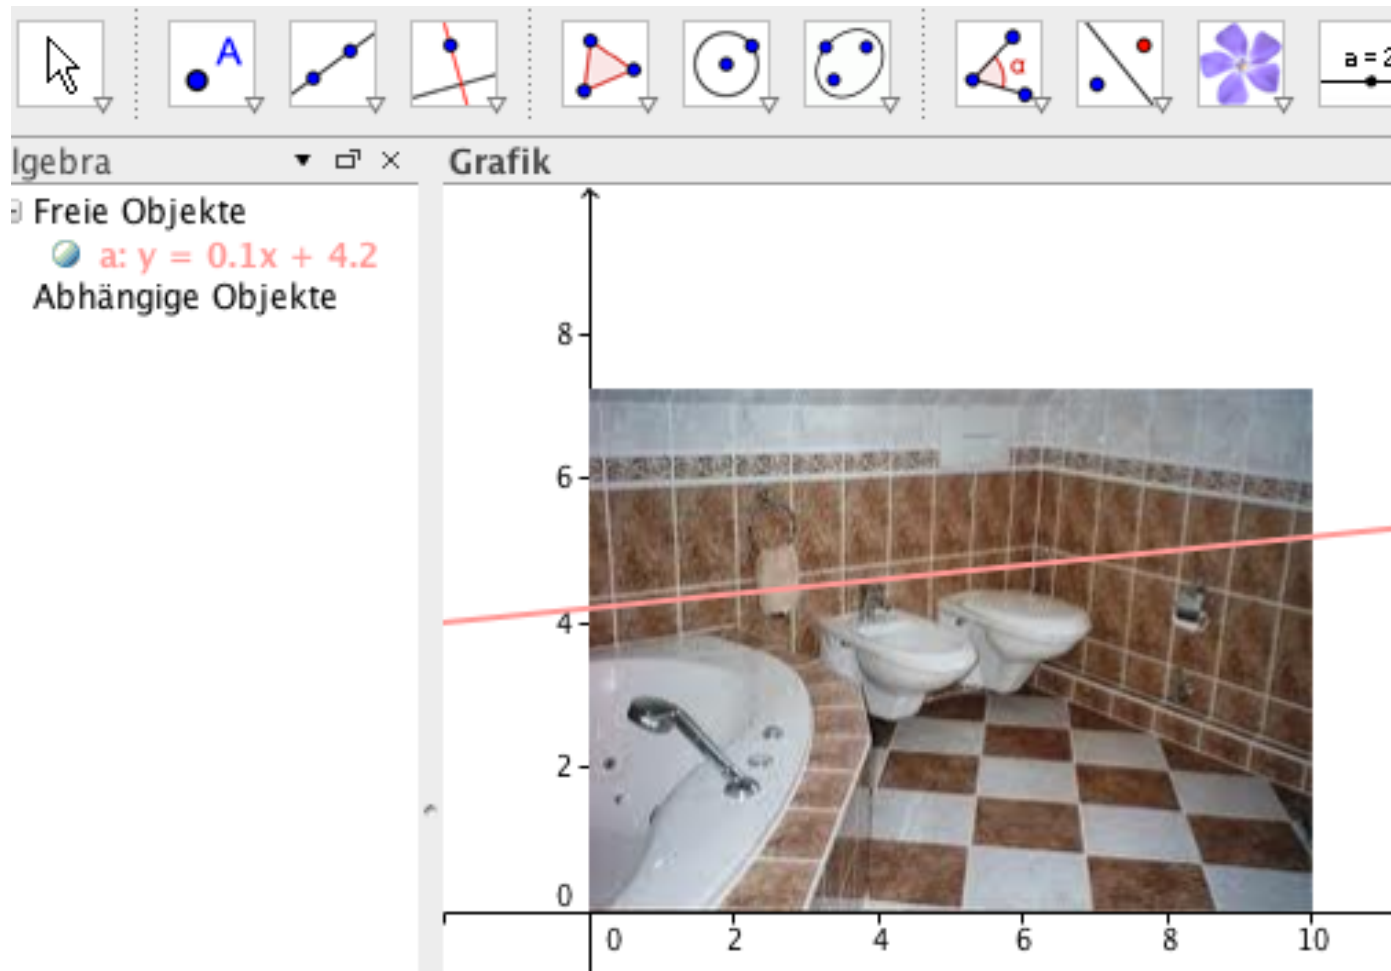 A
α
a = 2
lgebra
Grafik
Freie Objekte
a: y = 0.1x + 4.2
Abhängige Objekte
8
6
4
2
0
0 2 4 6 8 10